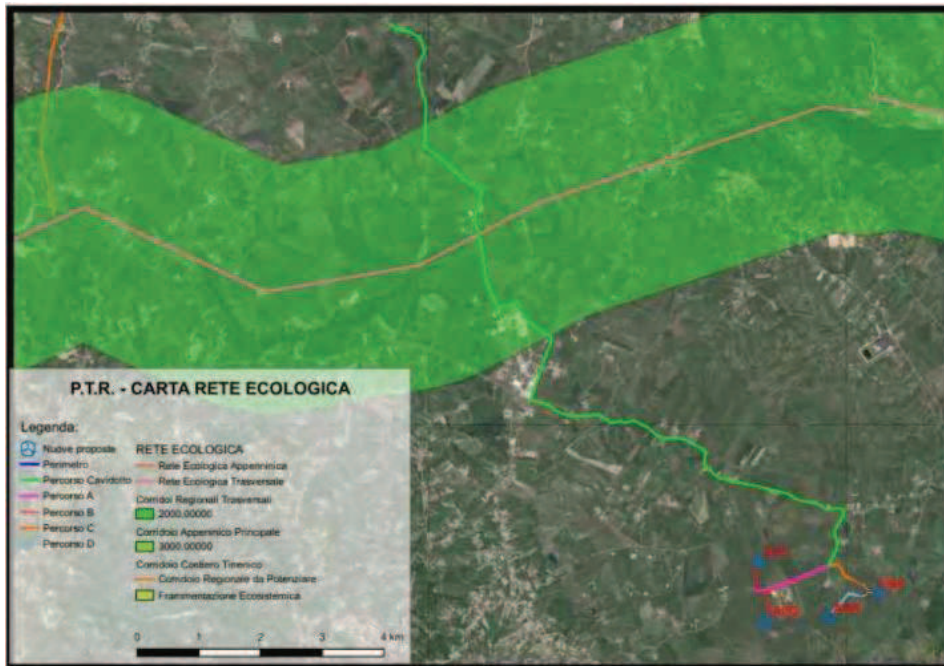 P.T.R. - CARTA RETE ECOLOGICA
Legenda:
Nuove proposte
Perimetro
Percorso Cavidotto
Percorso A
Percorso B
Percorso C
Percorso D
RETE ECOLOGICA
Rete Ecologica Appenninica
Rete Ecologica Trasversale
Corridoi Regionali Trasversali
2000.00000
Corridoio Appennico Principale
3000.00000
Corridoio Costiero Tirrenico
Corridoio Regionale da Potenziare
Frammentazione Ecosistemica
0 1 2 3 4 km